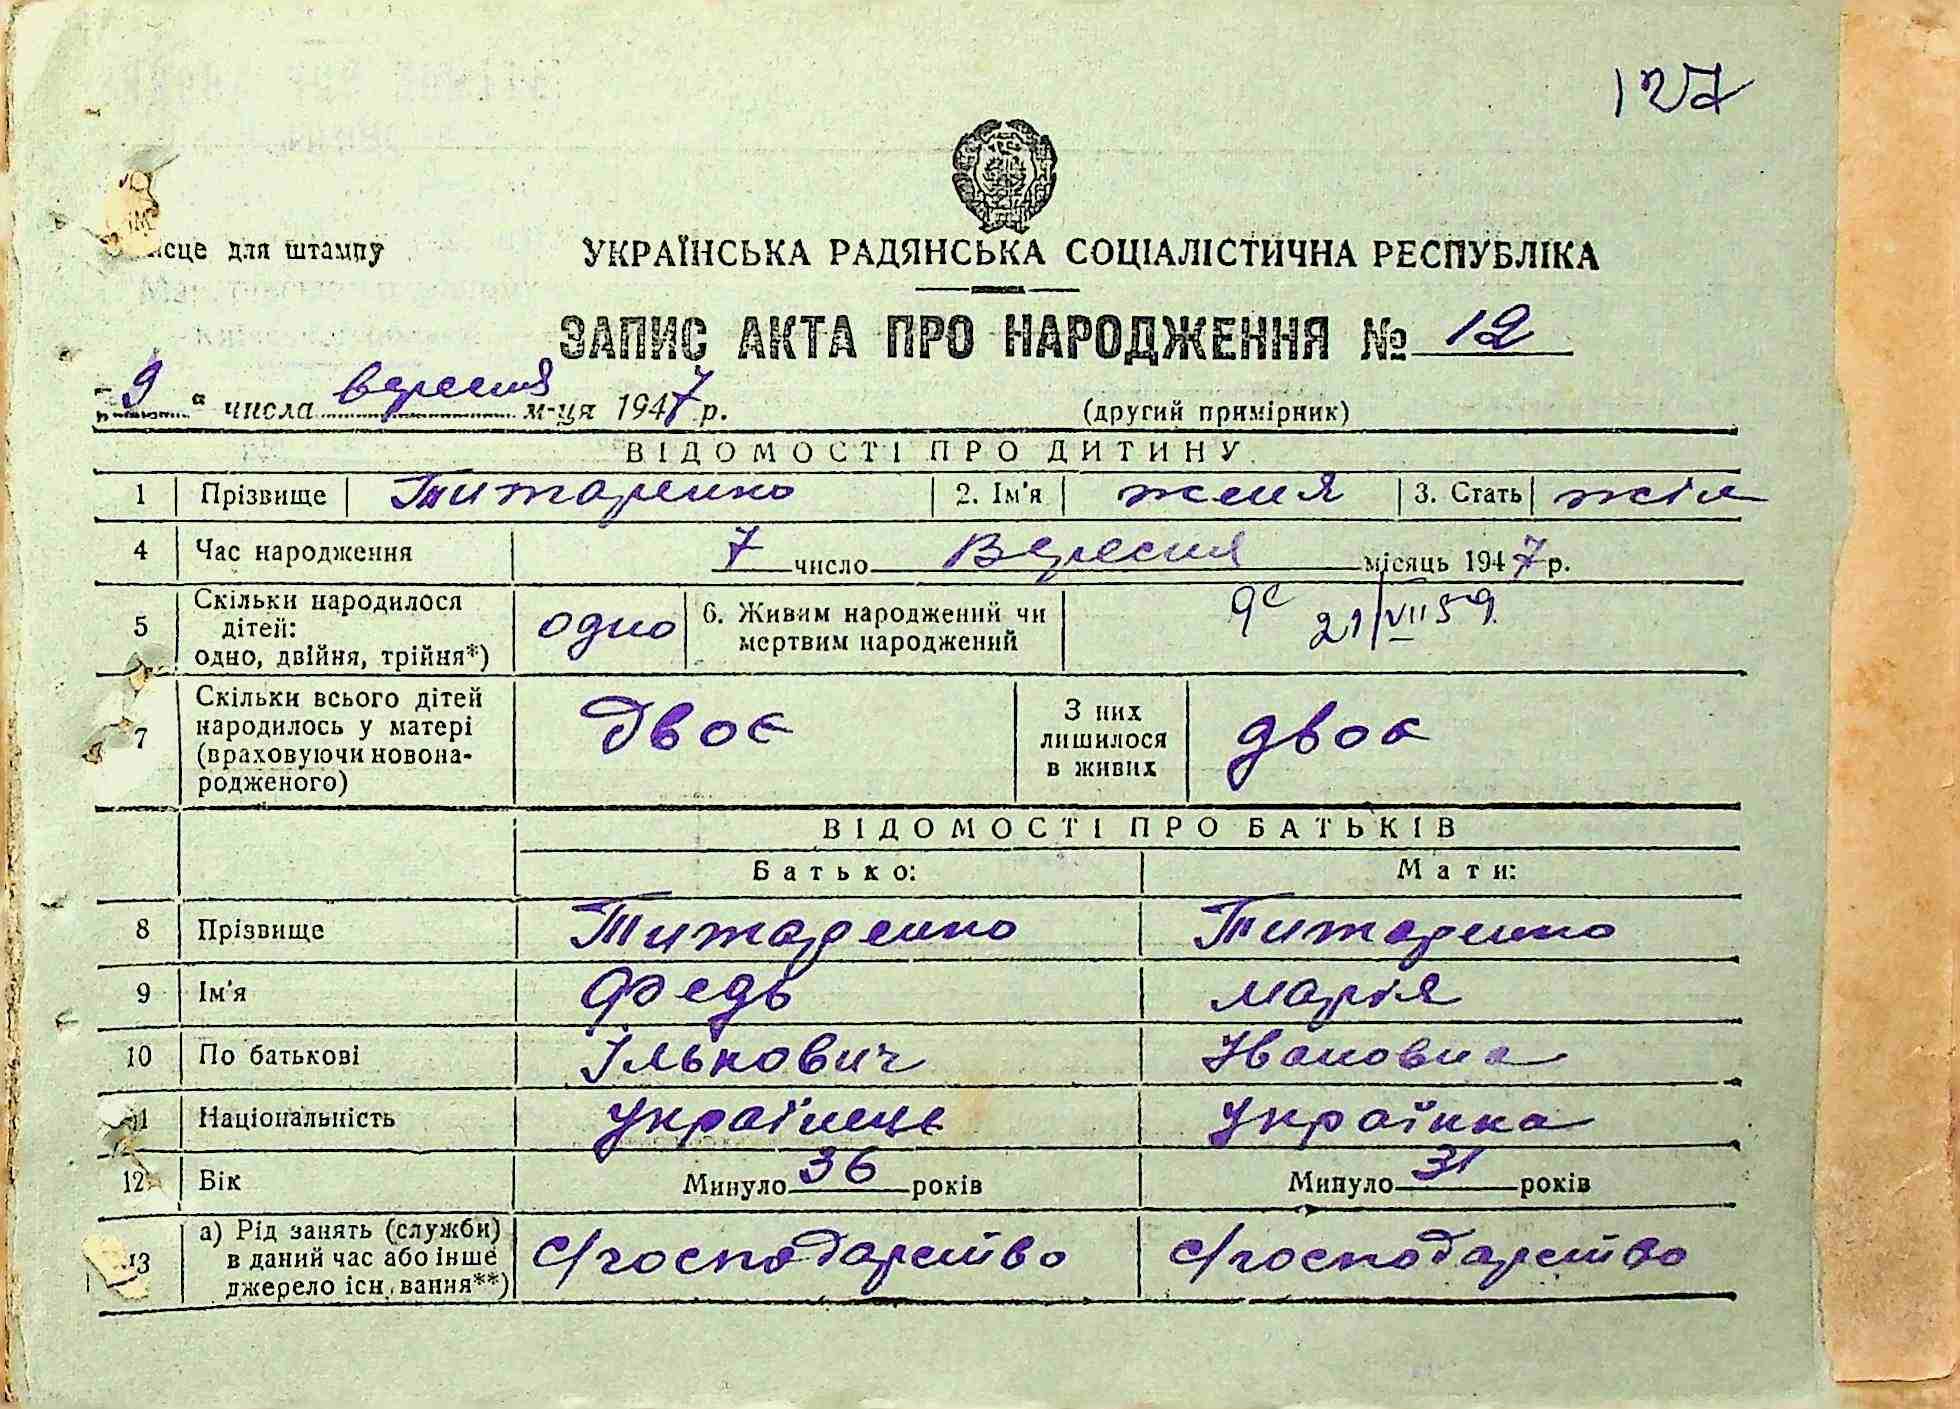 127
ісце для штампу
УКРАЇНСЬКА РАДЯНСЬКА СОЦІАЛІСТИЧНА РЕСПУБЛІКА
ЗАПИС АКТА ПРО НАРОДЖЕННЯ № 12
„9“ числа вересня м-ця 1947 р. (другий примірник)
ВІДОМОСТІ ПРО ДИТИНУ
1 Прізвище Титаренко 2. Ім'я женя 3. Стать жін
4 Час народження 7 число Вересня місяць 1947 р.
5 Скільки народилося дітей: одно, двійня, трійня*) одно 6. Живим народжений чи мертвим народжений 21/VII 59
7 Скільки всього дітей народилось у матері (враховуючи новонародженого) Двоє З них лишилося в живих двоє
ВІДОМОСТІ ПРО БАТЬКІВ
Батько: Мати:
8 Прізвище Титаренко Титаренко
9 Ім'я Федь марія
10 По батькові Ількович Івановна
11 Національність українець українка
12 Вік Минуло 36 років Минуло 31 років
13 а) Рід занять (служби) в даний час або інше джерело існ вання**) с/господарство с/господарство